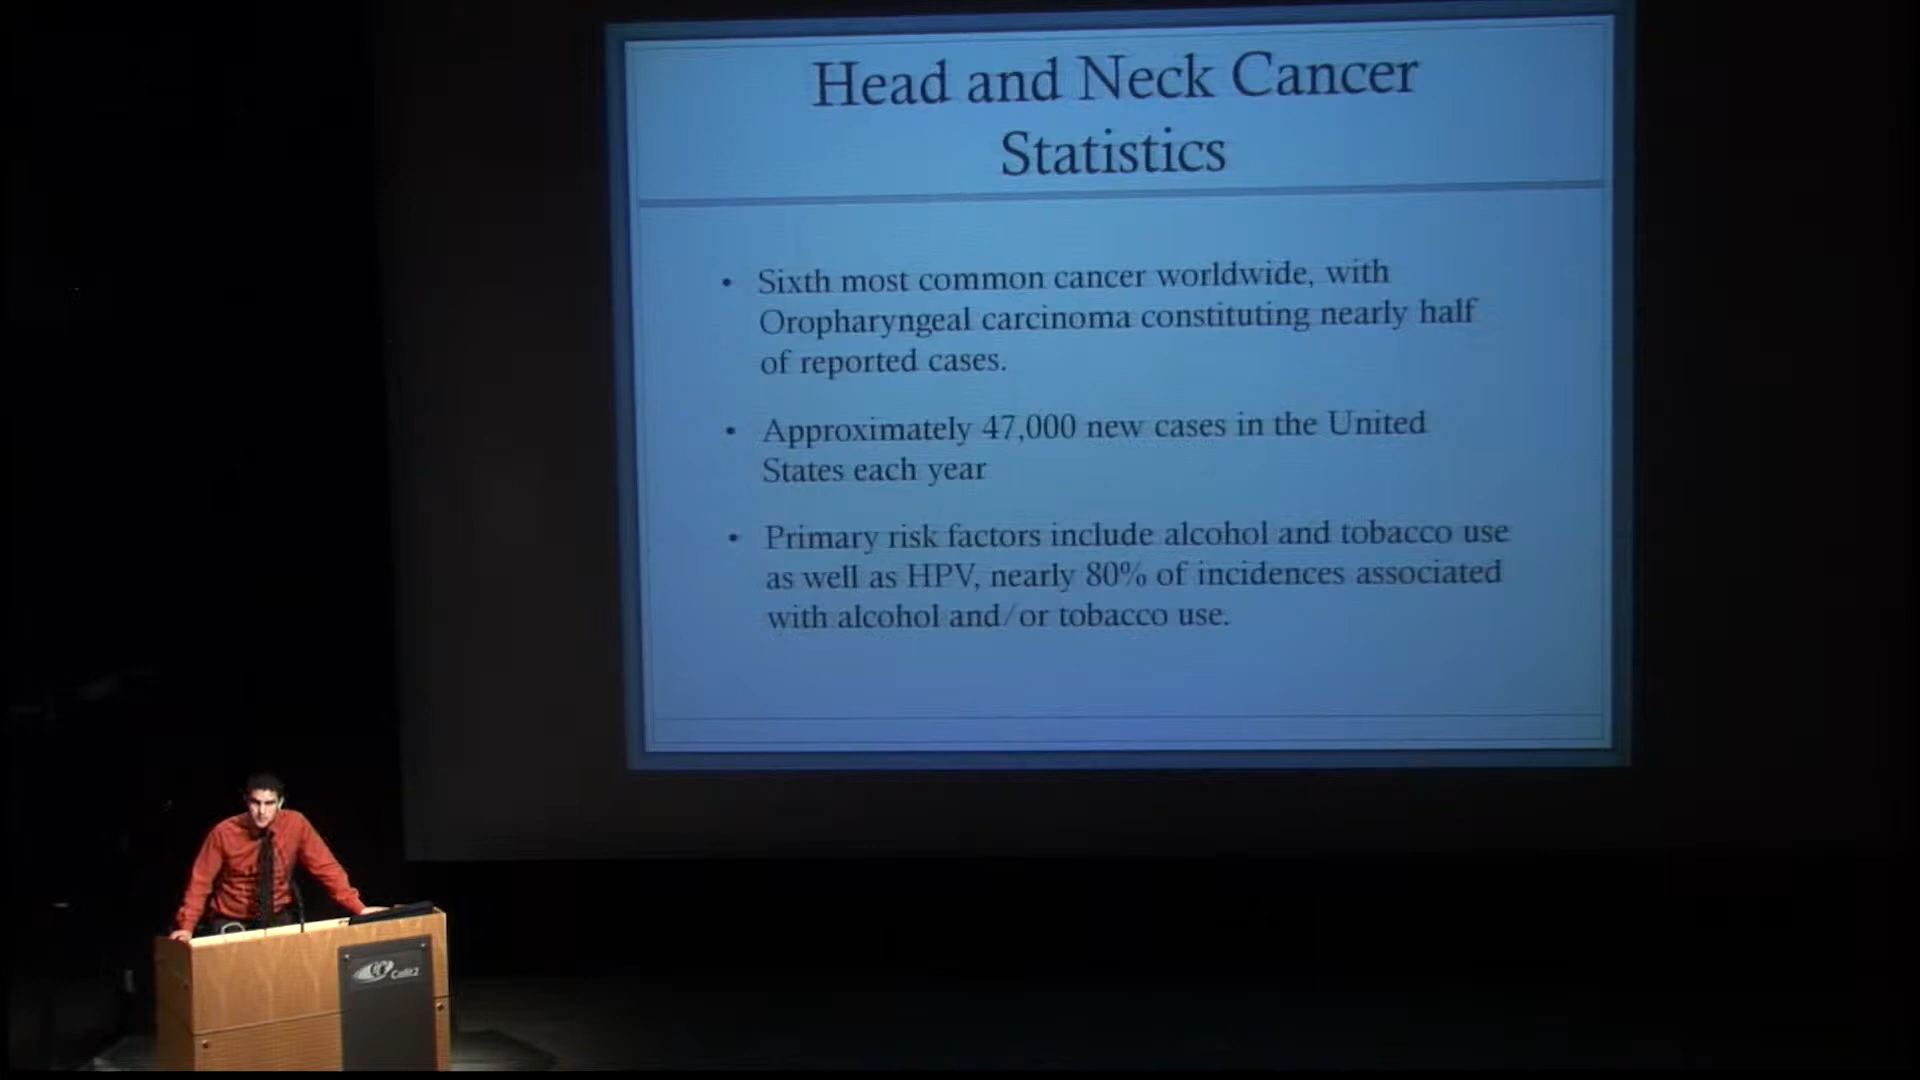 Head and Neck Cancer
Statistics
• Sixth most common cancer worldwide, with
Oropharyngeal carcinoma constituting nearly half
of reported cases.
• Approximately 47,000 new cases in the United
States each year
• Primary risk factors include alcohol and tobacco use
as well as HPV, nearly 80% of incidences associated
with alcohol and/or tobacco use.
Calit2